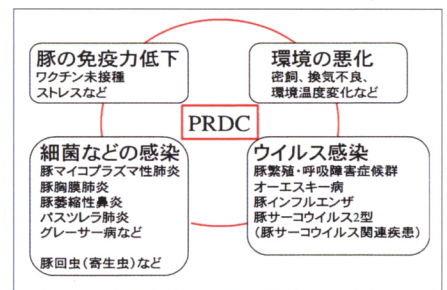 豚の免疫力低下
ワクチン未接種
ストレスなど
環境の悪化
密飼、換気不良、
環境温度変化など
PRDC
細菌などの感染
豚マイコプラズマ性肺炎
豚胸膜肺炎
豚萎縮性鼻炎
パスツレラ肺炎
グレーサー病など
豚回虫(寄生虫)など
ウイルス感染
豚繁殖・呼吸障害症候群
オーエスキー病
豚インフルエンザ
豚サーコウイルス2型
(豚サーコウイルス関連疾患)